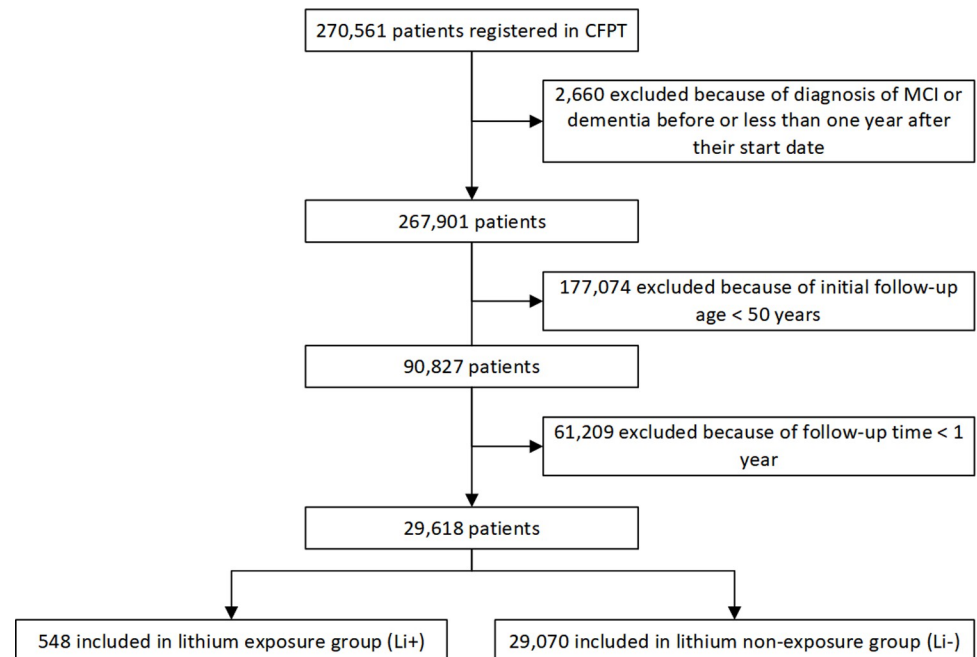 270,561 patients registered in CFPT
2,660 excluded because of diagnosis of MCI or
dementia before or less than one year after
their start date
267,901 patients
177,074 excluded because of initial follow-up
age < 50 years
90,827 patients
61,209 excluded because of follow-up time < 1
year
29,618 patients
548 included in lithium exposure group (Li+)
29,070 included in lithium non-exposure group (Li-)